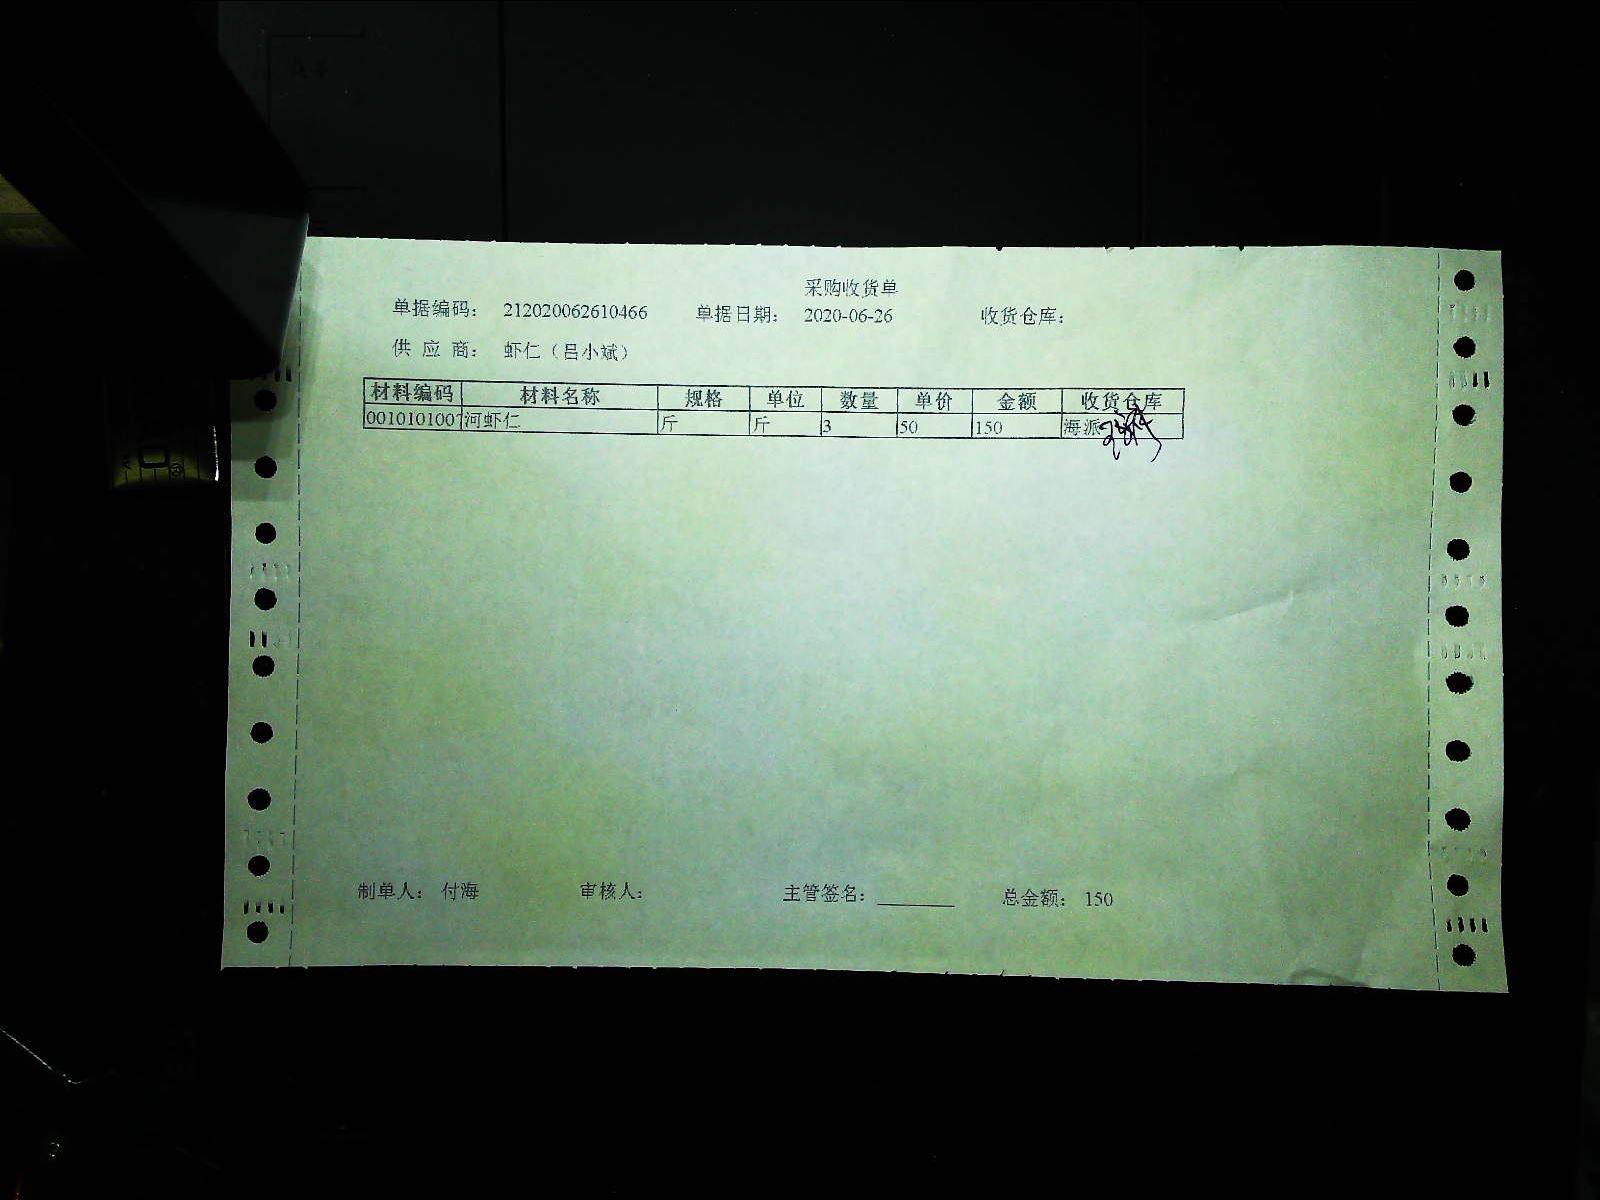 采购收货单
单据编码： 212020062610466 单据日期： 2020-06-26 收货仓库：
供 应 商： 虾仁（吕小斌）
材料编码 材料名称 规格 单位 数量 单价 金额 收货仓库
001010100 河虾仁 斤 斤 3 50 150 海派
制单人： 付海 审核人： 主管签名： 总金额： 150